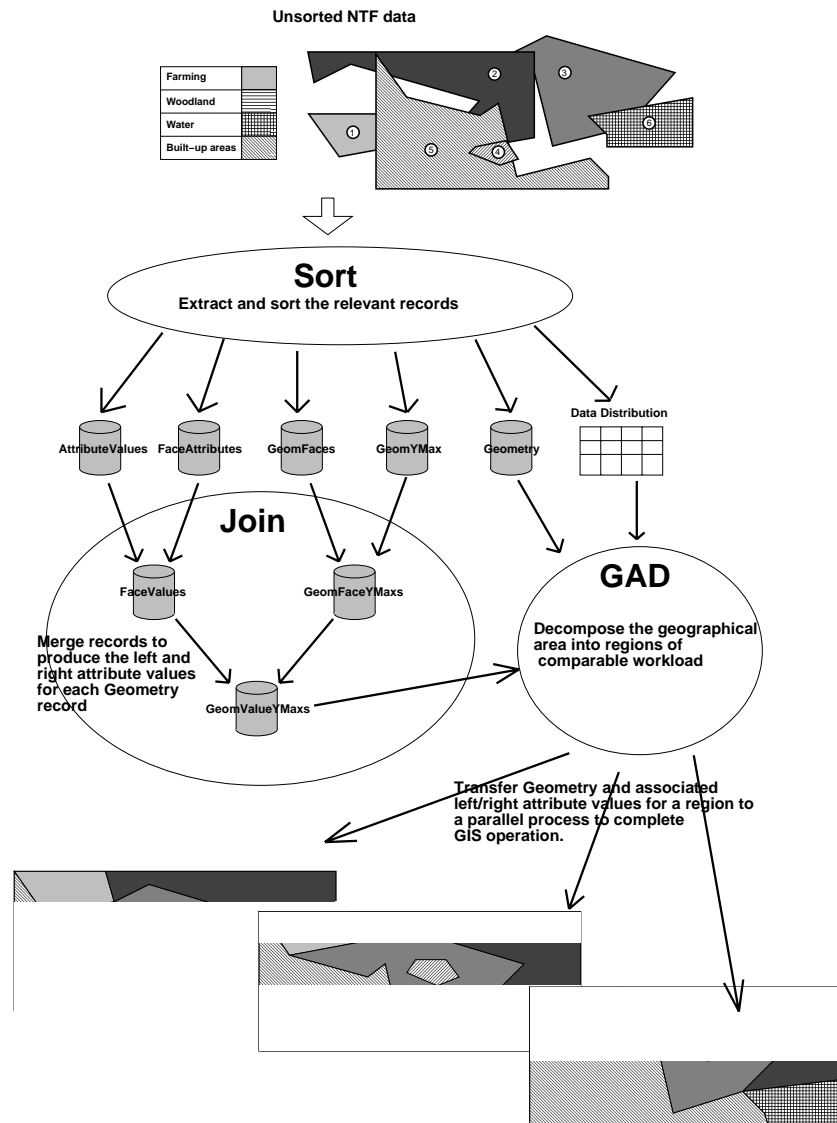 Unsorted NTF data
Farming
Woodland
Water
Built-up areas
1
2
3
4
5
6
Sort
Extract and sort the relevant records
AttributeValues
FaceAttributes
GeomFaces
GeomYMax
Geometry
Data Distribution
Join
FaceValues
GeomFaceYMaxs
Merge records to
produce the left and
right attribute values
for each Geometry
record
GeomValueYMaxs
GAD
Decompose the geographical
area into regions of
comparable workload
Transfer Geometry and associated
left/right attribute values for a region to
a parallel process to complete
GIS operation.